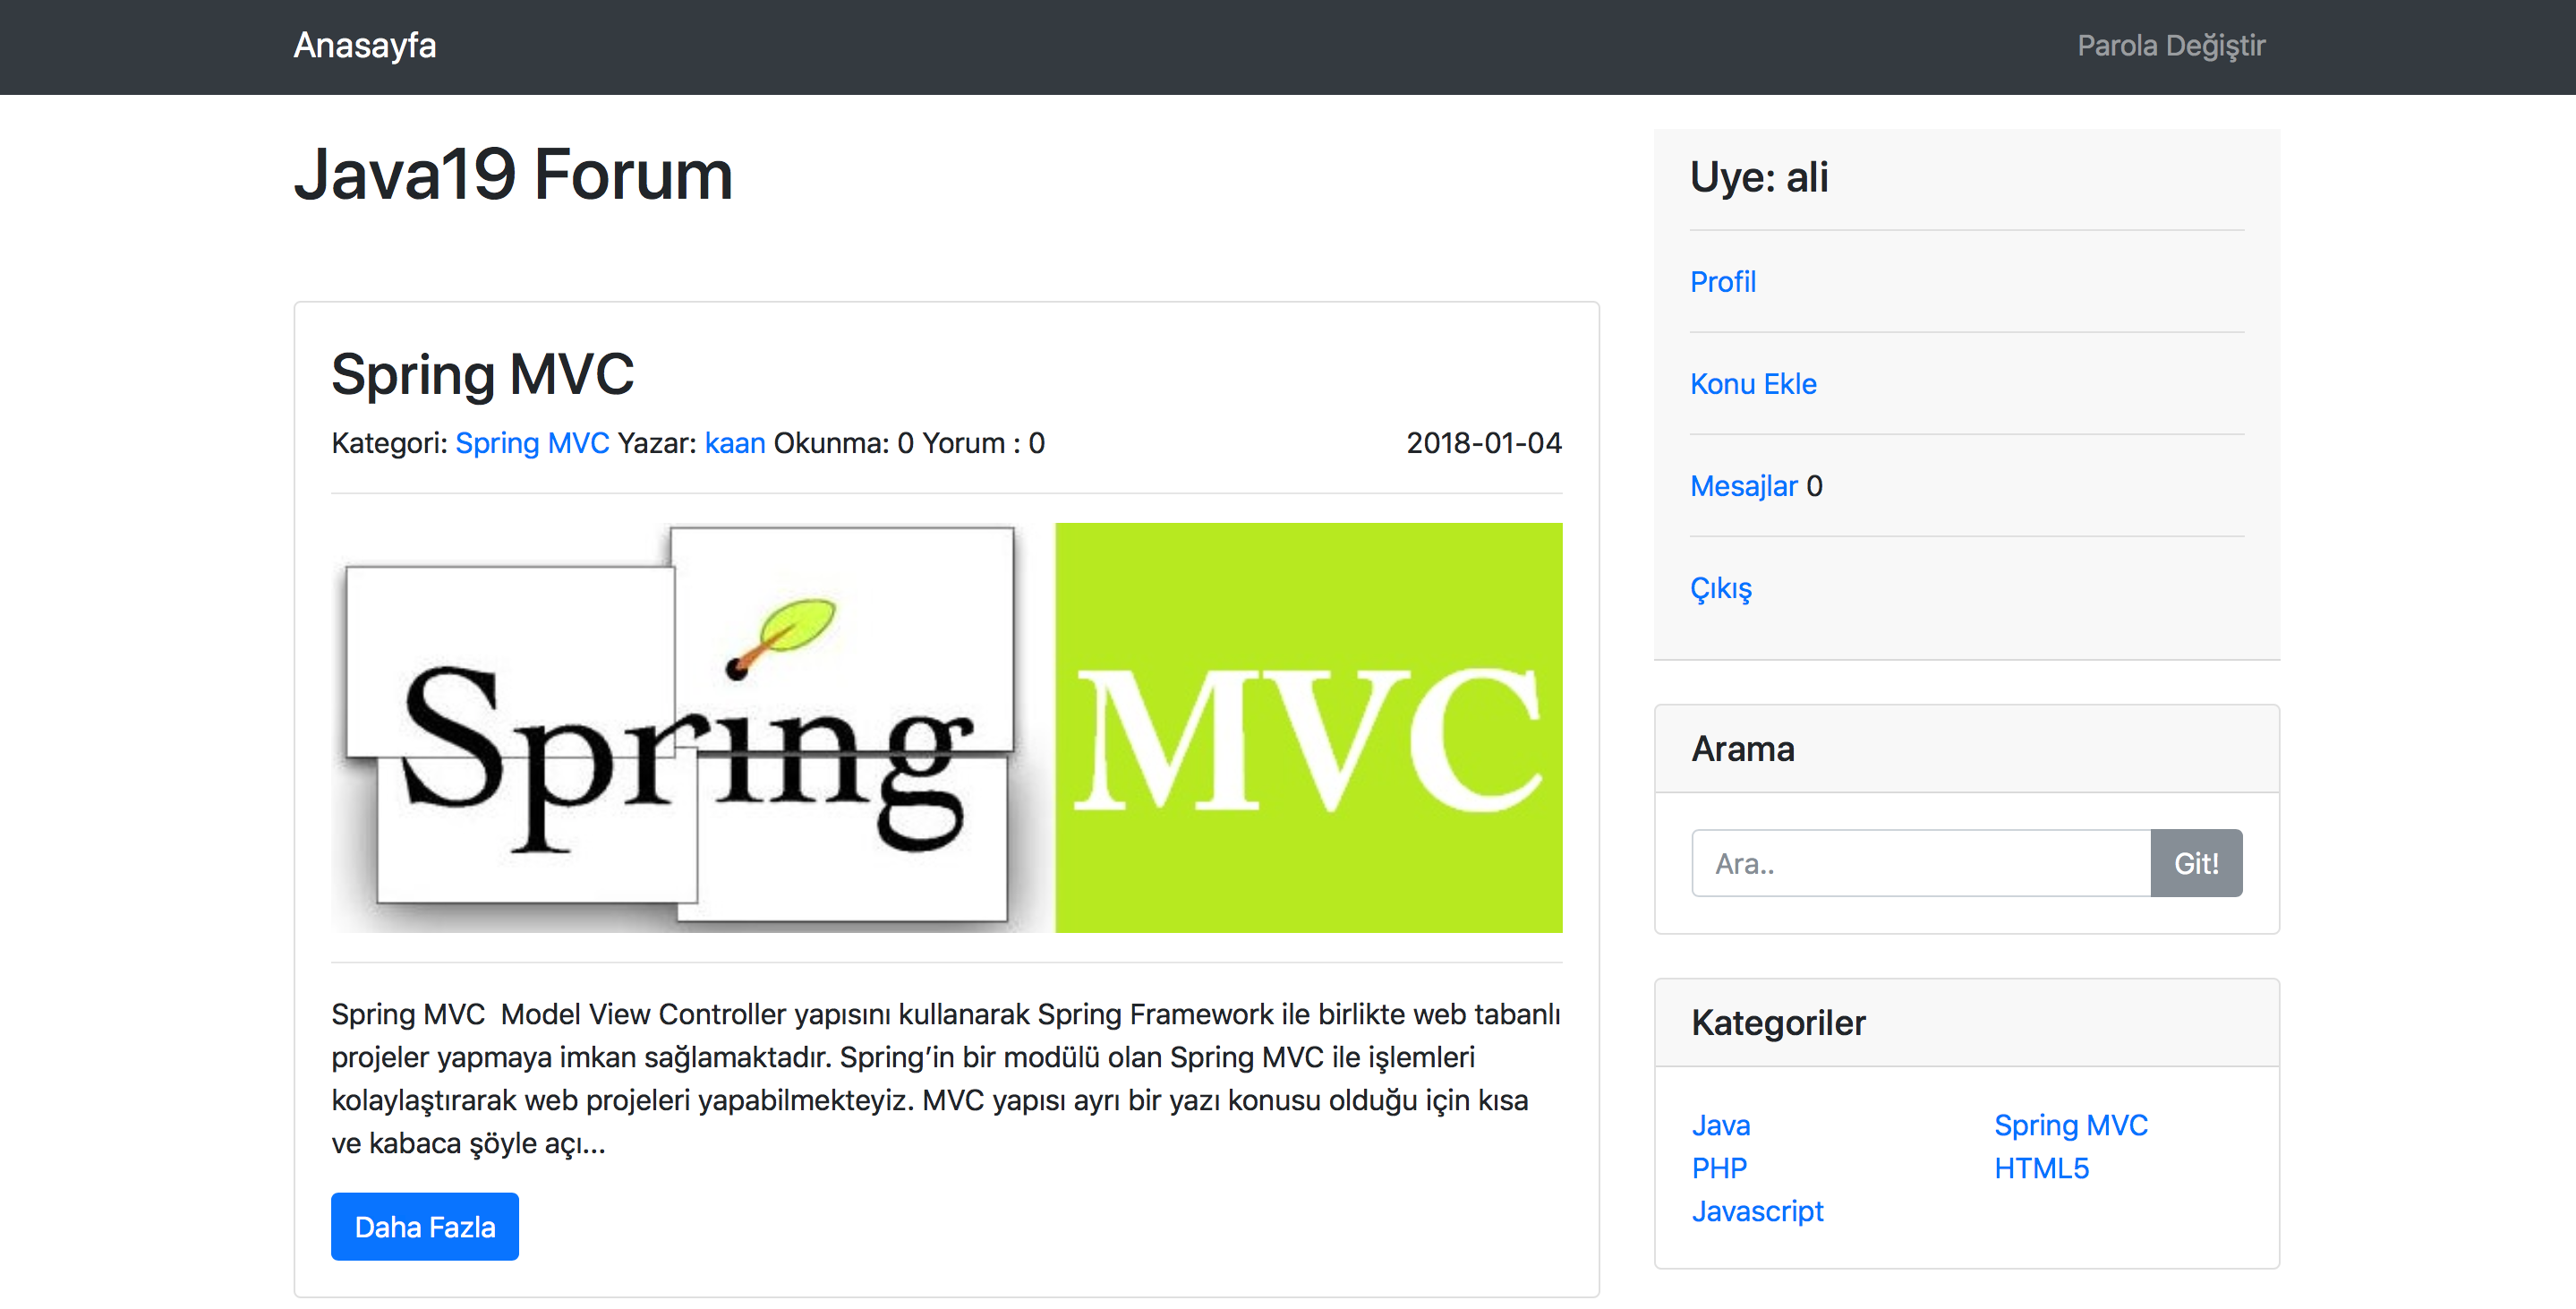 Anasayfa
Parola Değiştir
Java19 Forum
Spring MVC
Kategori: Spring MVC Yazar: kaan Okunma: 0 Yorum : 0
2018-01-04
Spring
MVC
Spring MVC  Model View Controller yapısını kullanarak Spring Framework ile birlikte web tabanlı
projeler yapmaya imkan sağlamaktadır. Spring’in bir modülü olan Spring MVC ile işlemleri
kolaylaştırarak web projeleri yapabilmekteyiz. MVC yapısı ayrı bir yazı konusu olduğu için kısa
ve kabaca şöyle açı...
Daha Fazla
Uye: ali
Profil
Konu Ekle
Mesajlar 0
Çıkış
Arama
Ara..
Git!
Kategoriler
Java
PHP
Javascript
Spring MVC
HTML5